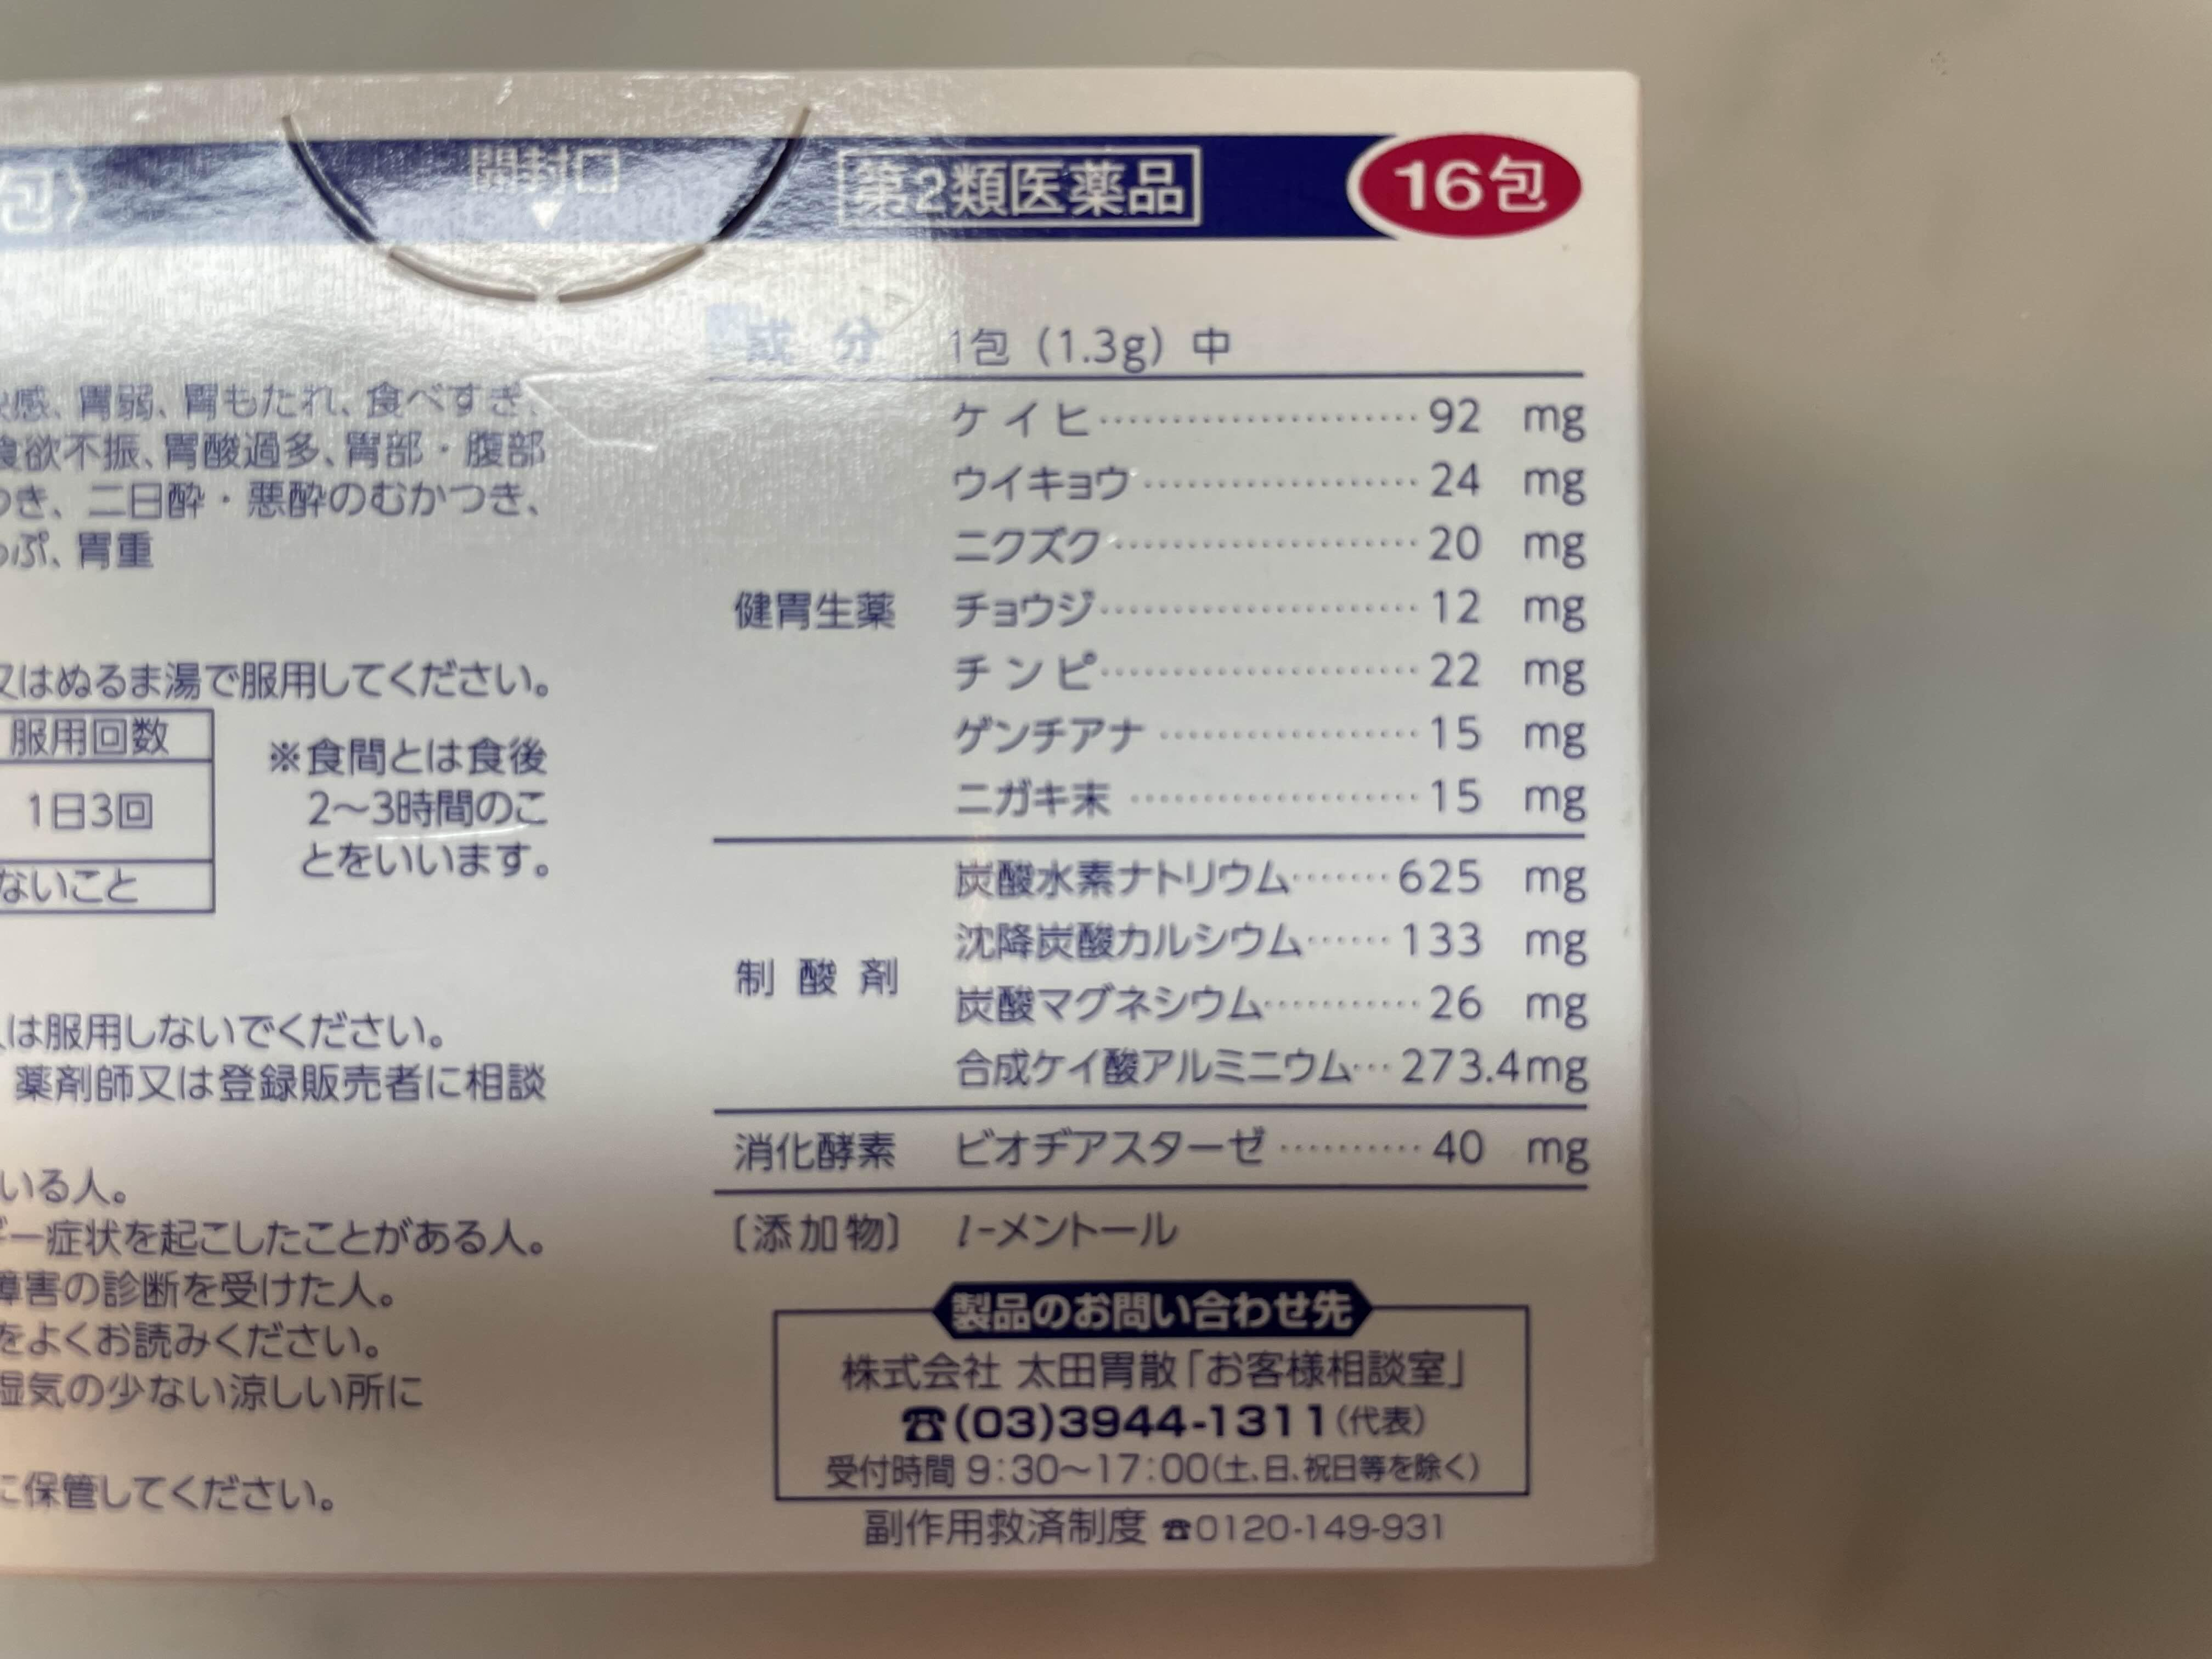 包〉
開封口
第2類医薬品
16包
感、胃弱、胃もたれ、食べすぎ、
食欲不振、胃酸過多、胃部・腹部
つき、二日酔・悪酔のむかつき、
っぷ、胃重
又はぬるま湯で服用してください。
服用回数
1日3回
ないこと
※食間とは食後
2〜3時間のこ
とをいいます。
は服用しないでください。
薬剤師又は登録販売者に相談
いる人。
ギー症状を起こしたことがある人。
障害の診断を受けた人。
をよくお読みください。
湿気の少ない涼しい所に
に保管してください。
成分 1包(1.3g)中
健胃生薬
ケイヒ…… 92 mg
ウイキョウ…… 24 mg
ニクズク…… 20 mg
チョウジ…… 12 mg
チンピ…… 22 mg
ゲンチアナ…… 15 mg
ニガキ末…… 15 mg
制酸剤
炭酸水素ナトリウム…… 625 mg
沈降炭酸カルシウム…… 133 mg
炭酸マグネシウム…… 26 mg
合成ケイ酸アルミニウム… 273.4mg
消化酵素 ビオヂアスターゼ…… 40 mg
〔添加物〕 l-メントール
製品のお問い合わせ先
株式会社 太田胃散「お客様相談室」
☎(03)3944-1311(代表)
受付時間 9:30〜17:00(土、日、祝日等を除く)
副作用救済制度 ☎0120-149-931